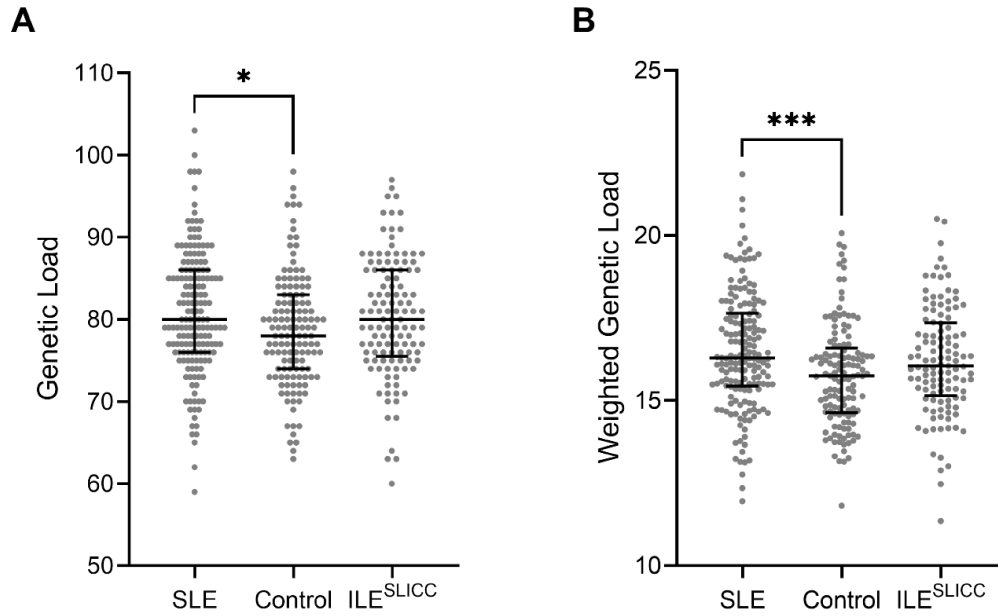 A
Genetic Load
110
100
90
80
70
60
50
*
SLE Control ILE^SLICC
B
Weighted Genetic Load
25
20
15
10
***
SLE Control ILE^SLICC